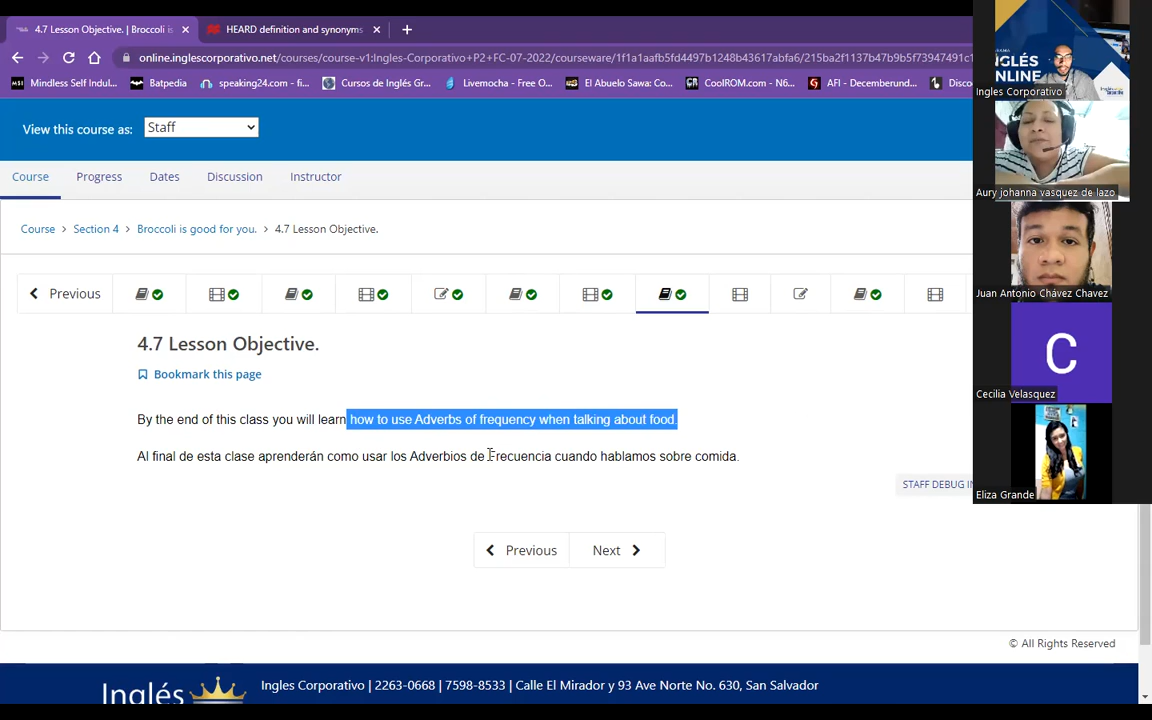 4.7 Lesson Objective. | Broccoli is
HEARD definition and synonyms
online.inglescorporativo.net/courses/course-v1:Ingles-Corporativo+P2+FC-07-2022/courseware/1f1a1aafb5fd4497b1248b43617abfa6/215ba2f1137b47b9b5f73947491c1
Mindless Self Indul... Batpedia speaking24.com - fi... Cursos de Inglés Gr... Livemocha - Free O... El Abuelo Sawa: Co... CoolROM.com - N6... AFI - Decemberund... Disco
View this course as: Staff
Course Progress Dates Discussion Instructor
Course > Section 4 > Broccoli is good for you. > 4.7 Lesson Objective.
Previous
4.7 Lesson Objective.
Bookmark this page
By the end of this class you will learn how to use Adverbs of frequency when talking about food.
Al final de esta clase aprenderán como usar los Adverbios de Frecuencia cuando hablamos sobre comida.
STAFF DEBUG IN
Previous Next
© All Rights Reserved
Inglés
Ingles Corporativo | 2263-0668 | 7598-8533 | Calle El Mirador y 93 Ave Norte No. 630, San Salvador
INGLÉS
ONLINE
Ingles Corporativo
Aury johanna vasquez de lazo
Juan Antonio Chávez Chavez
C
Cecilia Velasquez
Eliza Grande